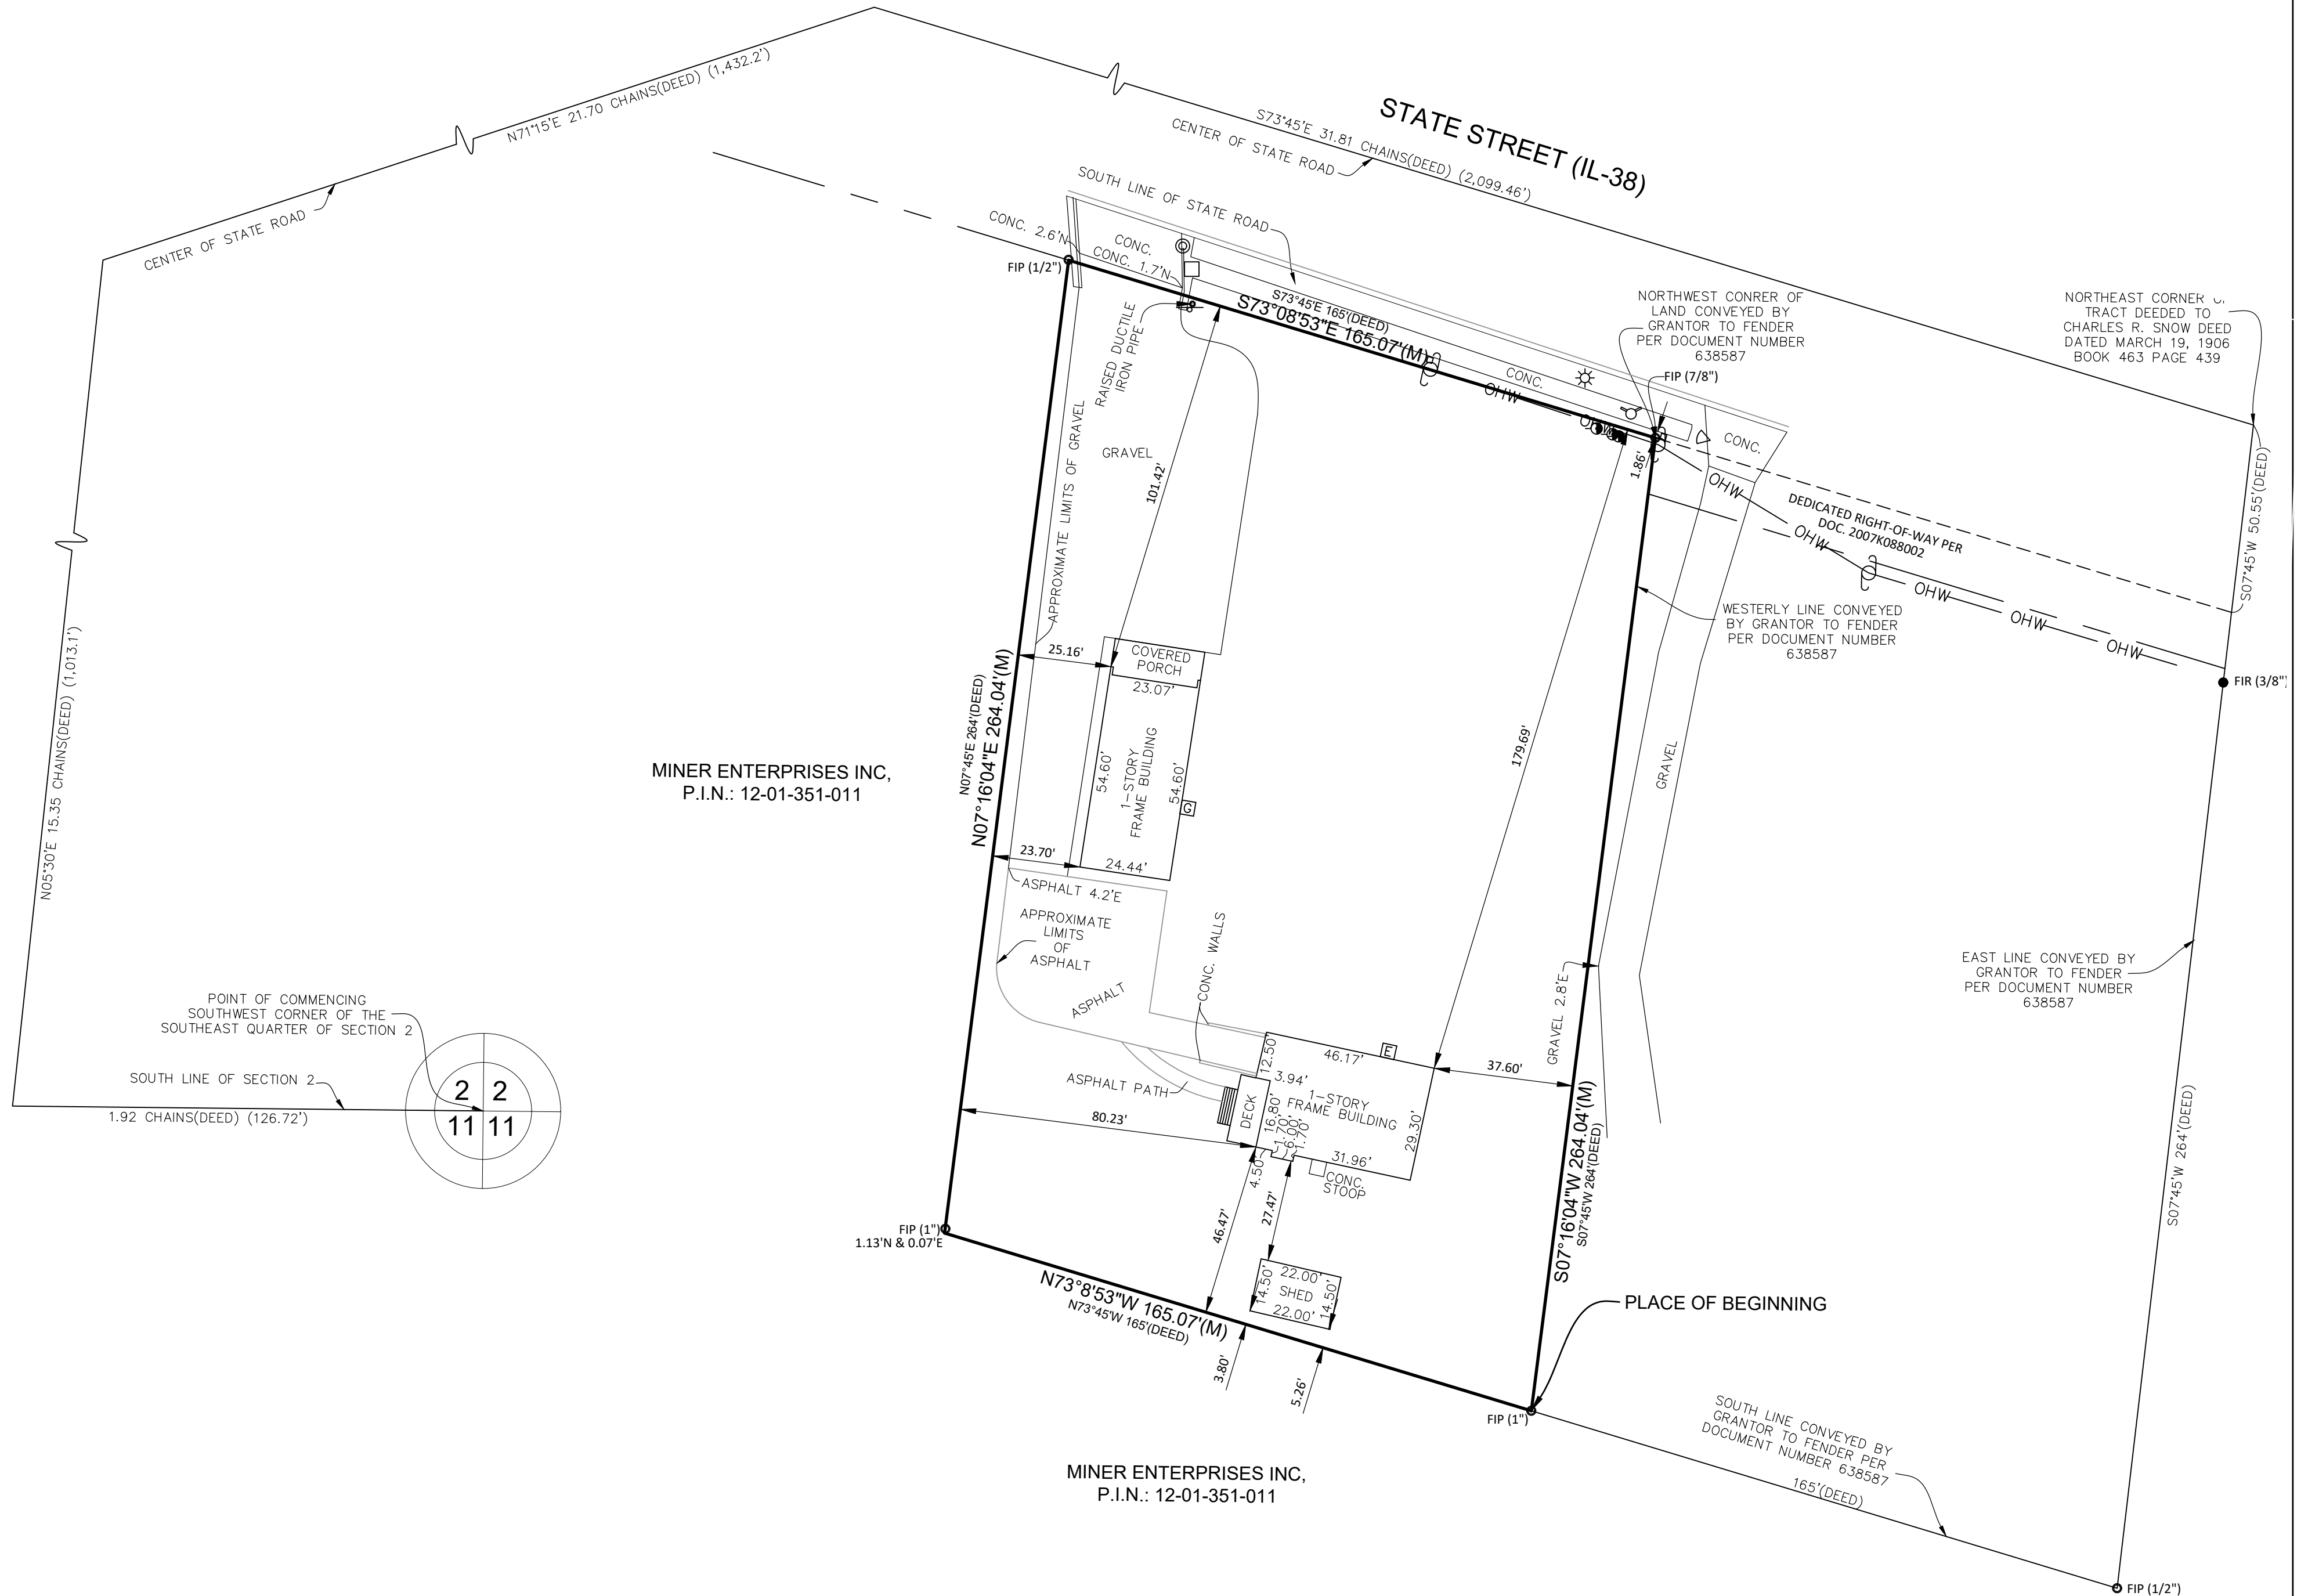 N71°15'E 21.70 CHAINS(DEED) (1,432.2')
CENTER OF STATE ROAD
STATE STREET (IL-38)
S73°45'E 31.81 CHAINS(DEED) (2,099.46')
CENTER OF STATE ROAD
SOUTH LINE OF STATE ROAD
CONC. 2.6'N
CONC.
CONC. 1.7'N
FIP (1/2")
S73°45'E 165'(DEED)
S73°08'53"E 165.07'(M)
NORTHWEST CONRER OF
LAND CONVEYED BY
GRANTOR TO FENDER
PER DOCUMENT NUMBER
638587
FIP (7/8")
NORTHEAST CORNER
TRACT DEEDED TO
CHARLES R. SNOW DEED
DATED MARCH 19, 1906
BOOK 463 PAGE 439
RAISED DUCTILE
IRON PIPE
CONC.
OHW
OHW
CONC.
1.86'
OHW
DEDICATED RIGHT-OF-WAY PER
DOC. 2007K088002
OHW
OHW
OHW
OHW
S07°45'W 50.55'(DEED)
FIR (3/8")
APPROXIMATE LIMITS OF GRAVEL
GRAVEL
101.42'
WESTERLY LINE CONVEYED
BY GRANTOR TO FENDER
PER DOCUMENT NUMBER
638587
N05°30'E 15.35 CHAINS(DEED) (1,013.1')
N07°45'E 264'(DEED)
N07°16'04"E 264.04'(M)
25.16'
COVERED
PORCH
23.07'
54.60'
1-STORY
FRAME BUILDING
54.60'
G
24.44'
23.70'
179.69'
GRAVEL
MINER ENTERPRISES INC,
P.I.N.: 12-01-351-011
ASPHALT 4.2'E
APPROXIMATE
LIMITS
OF
ASPHALT
ASPHALT
CONC. WALLS
GRAVEL 2.8'E
EAST LINE CONVEYED BY
GRANTOR TO FENDER
PER DOCUMENT NUMBER
638587
POINT OF COMMENCING
SOUTHWEST CORNER OF THE
SOUTHEAST QUARTER OF SECTION 2
SOUTH LINE OF SECTION 2
1.92 CHAINS(DEED) (126.72')
2 2
11 11
ASPHALT PATH
12.50'
46.17'
E
37.60'
3.94'
1-STORY
FRAME BUILDING
DECK
16.80'
1.70'
6.00'
1.70'
29.30'
80.23'
4.50'
31.96'
CONC.
STOOP
46.47'
27.47'
S07°16'04"W 264.04'(M)
S07°45'W 264'(DEED)
S07°45'W 264'(DEED)
FIP (1")
1.13'N & 0.07'E
22.00'
14.50'
SHED
14.50'
22.00'
N73°8'53"W 165.07'(M)
N73°45'W 165'(DEED)
3.80'
5.26'
PLACE OF BEGINNING
FIP (1")
SOUTH LINE CONVEYED BY
GRANTOR TO FENDER PER
DOCUMENT NUMBER 638587
165'(DEED)
MINER ENTERPRISES INC,
P.I.N.: 12-01-351-011
FIP (1/2")